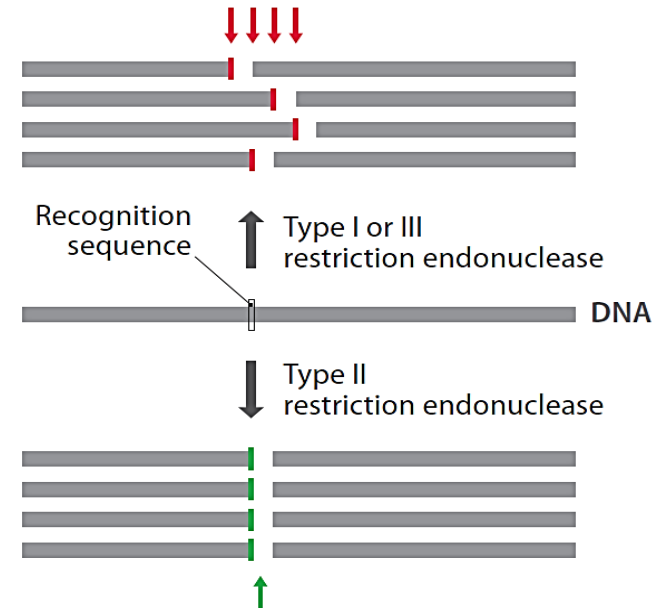 Recognition
sequence
Type I or III
restriction endonuclease
DNA
Type II
restriction endonuclease